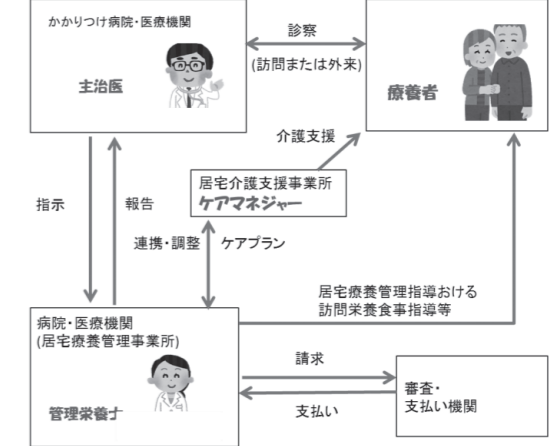 かかりつけ病院・医療機関
主治医
診察
(訪問または外来)
療養者
介護支援
居宅介護支援事業所
ケアマネジャー
指示
報告
連携・調整
ケアプラン
居宅療養管理指導おける
訪問栄養食事指導等
病院・医療機関
(居宅療養管理事業所)
管理栄養士
請求
支払い
審査・
支払い機関